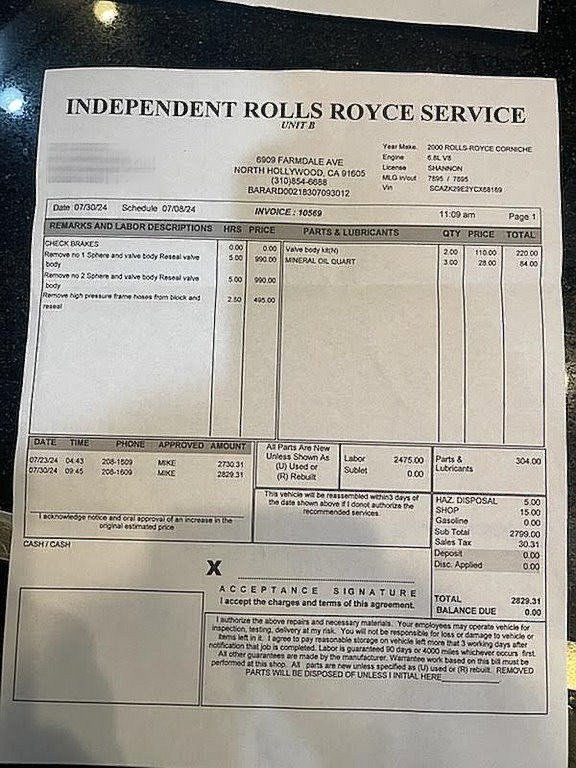 INDEPENDENT ROLLS ROYCE SERVICE
UNIT B
6909 FARMDALE AVE
NORTH HOLLYWOOD, CA 91605
(310)854-6688
BARARD00218307093012
Year Make. 2000 ROLLS-ROYCE CORNICHE
Engine 6.8L V8
License SHANNON
MLG in/out 7895 / 7895
Vin SCAZK29E2YCX68169
Date 07/30/24 Schedule 07/08/24 INVOICE : 10569 11:09 am Page 1
REMARKS AND LABOR DESCRIPTIONS HRS PRICE PARTS & LUBRICANTS QTY PRICE TOTAL
CHECK BRAKES 0.00 0.00 Valve body kit(N) 2.00 110.00 220.00
Remove no 1 Sphere and valve body Reseal valve 5.00 990.00 MINERAL OIL QUART 3.00 28.00 84.00
body
Remove no 2 Sphere and valve body Reseal valve 5.00 990.00
body
Remove high pressure frame hoses from block and 2.50 495.00
reseal
DATE TIME PHONE APPROVED AMOUNT
07/23/24 04:43 208-1609 MIKE 2730.31
07/30/24 09:45 208-1609 MIKE 2829.31
I acknowledge notice and oral approval of an increase in the
original estimated price
All Parts Are New
Unless Shown As
(U) Used or
(R) Rebuilt
Labor 2475.00
Sublet 0.00
Parts & 304.00
Lubricants
This vehicle will be reassembled within3 days of
the date shown above if I donot authorize the
recommended services.
HAZ. DISPOSAL 5.00
SHOP 15.00
Gasoline 0.00
Sub Total 2799.00
Sales Tax 30.31
Deposit 0.00
Disc. Applied 0.00
TOTAL 2829.31
BALANCE DUE 0.00
CASH / CASH
X
ACCEPTANCE SIGNATURE
I accept the charges and terms of this agreement.
I authorize the above repairs and necessary materials. Your employees may operate vehicle for
inspection, testing, delivery at my risk. You will not be responsible for loss or damage to vehicle or
items left in it. I agree to pay reasonable storage on vehicle left more than 3 working days after
notification that job is completed. Labor is guaranteed 90 days or 4000 miles whichever occurs first.
All other guarantees are made by the manufacturer. Warrantee work based on this bill must be
performed at this shop. All parts are new unless specified as (U) used or (R) rebuilt. REMOVED
PARTS WILL BE DISPOSED OF UNLESS I INITIAL HERE